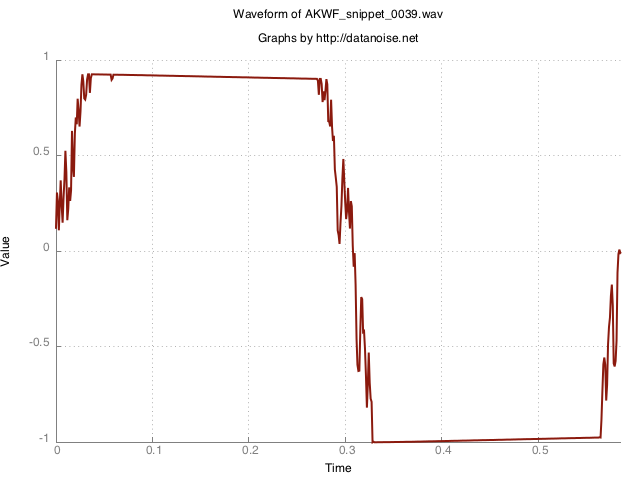 Waveform of AKWF_snippet_0039.wav
Graphs by http://datanoise.net
1
0.5
0
-0.5
-1
Value
0
0.1
0.2
0.3
0.4
0.5
Time